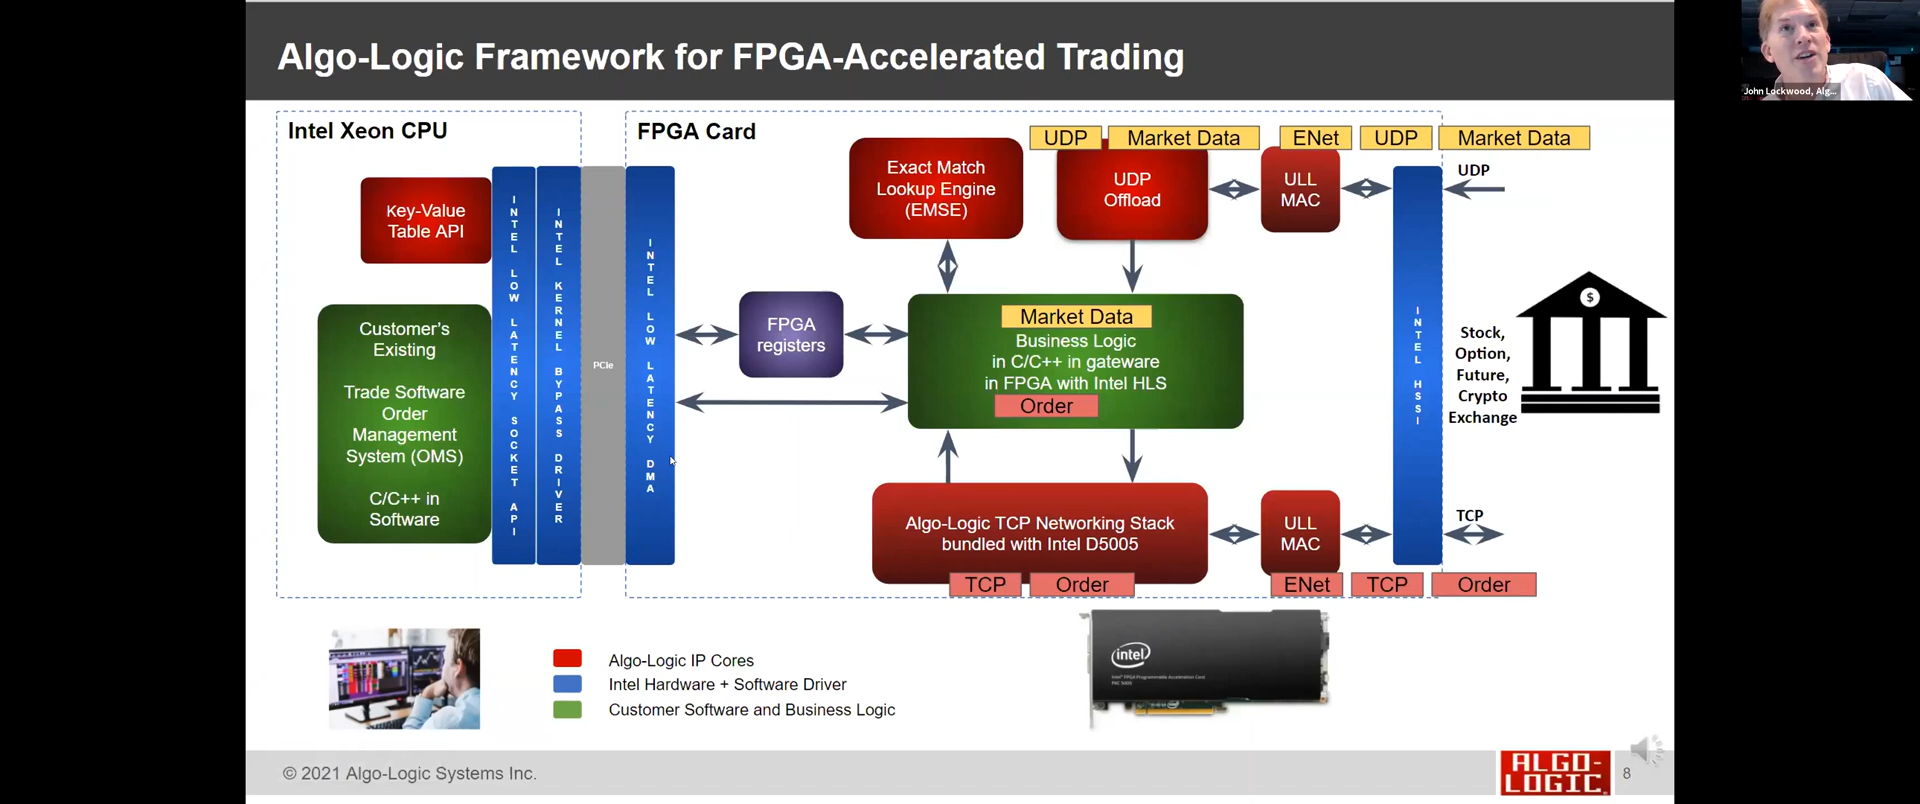 Algo-Logic Framework for FPGA-Accelerated Trading
John Lockwood, Alg...
Intel Xeon CPU
FPGA Card
UDP
Market Data
ENet
UDP
Market Data
Key-Value
Table API
Customer's
Existing
Trade Software
Order
Management
System (OMS)
C/C++ in
Software
INTEL LOW LATENCY SOCKET API
INTEL KERNEL BYPASS DRIVER
PCIe
INTEL LOW LATENCY DMA
FPGA
registers
Exact Match
Lookup Engine
(EMSE)
UDP
Offload
ULL
MAC
Market Data
Business Logic
in C/C++ in gateware
in FPGA with Intel HLS
Order
Algo-Logic TCP Networking Stack
bundled with Intel D5005
TCP
Order
ULL
MAC
ENet
TCP
Order
INTEL HSSI
UDP
$
Stock,
Option,
Future,
Crypto
Exchange
TCP
Algo-Logic IP Cores
Intel Hardware + Software Driver
Customer Software and Business Logic
intel
Intel® FPGA Programmable Acceleration Card
© 2021 Algo-Logic Systems Inc.
ALGO-
LOGIC
8